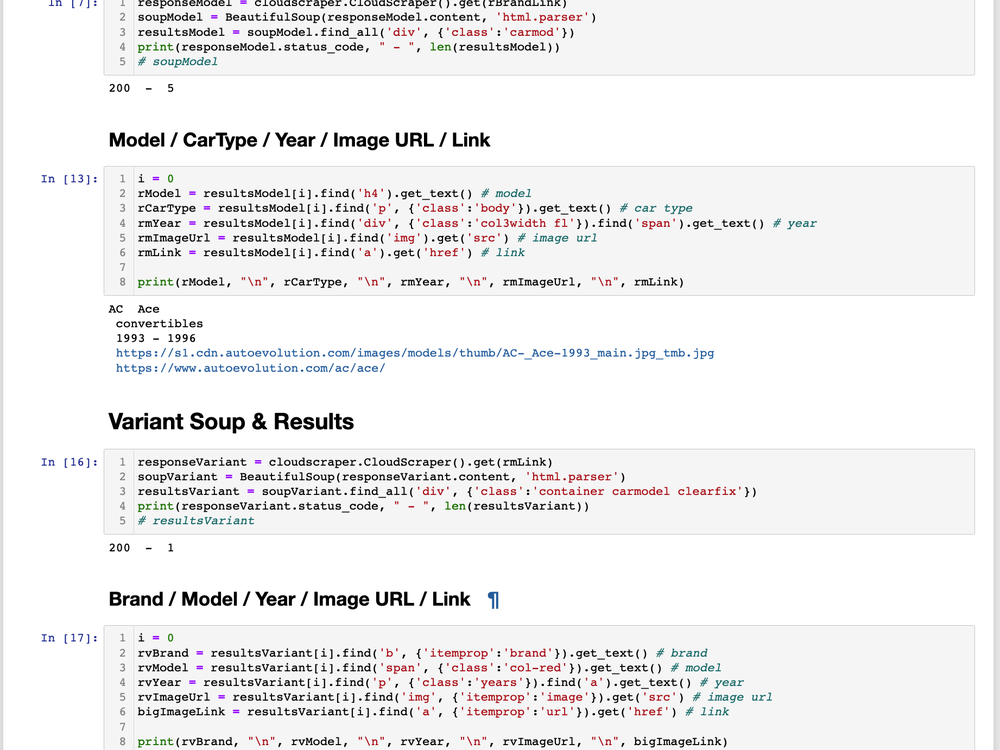 In [7]:
1 responseModel = cloudscraper.CloudScraper().get(rBrandLink)
2 soupModel = BeautifulSoup(responseModel.content, 'html.parser')
3 resultsModel = soupModel.find_all('div', {'class':'carmod'})
4 print(responseModel.status_code, " - ", len(resultsModel))
5 # soupModel
200  -  5
Model / CarType / Year / Image URL / Link
In [13]:
1 i = 0
2 rModel = resultsModel[i].find('h4').get_text() # model
3 rCarType = resultsModel[i].find('p', {'class':'body'}).get_text() # car type
4 rmYear = resultsModel[i].find('div', {'class':'col3width fl'}).find('span').get_text() # year
5 rmImageUrl = resultsModel[i].find('img').get('src') # image url
6 rmLink = resultsModel[i].find('a').get('href') # link
7
8 print(rModel, "\n", rCarType, "\n", rmYear, "\n", rmImageUrl, "\n", rmLink)
AC  Ace
convertibles
1993 - 1996
https://s1.cdn.autoevolution.com/images/models/thumb/AC-_Ace-1993_main.jpg_tmb.jpg
https://www.autoevolution.com/ac/ace/
Variant Soup & Results
In [16]:
1 responseVariant = cloudscraper.CloudScraper().get(rmLink)
2 soupVariant = BeautifulSoup(responseVariant.content, 'html.parser')
3 resultsVariant = soupVariant.find_all('div', {'class':'container carmodel clearfix'})
4 print(responseVariant.status_code, " - ", len(resultsVariant))
5 # resultsVariant
200  -  1
Brand / Model / Year / Image URL / Link ¶
In [17]:
1 i = 0
2 rvBrand = resultsVariant[i].find('b', {'itemprop':'brand'}).get_text() # brand
3 rvModel = resultsVariant[i].find('span', {'class':'col-red'}).get_text() # model
4 rvYear = resultsVariant[i].find('p', {'class':'years'}).find('a').get_text() # year
5 rvImageUrl = resultsVariant[i].find('img', {'itemprop':'image'}).get('src') # image url
6 bigImageLink = resultsVariant[i].find('a', {'itemprop':'url'}).get('href') # link
7
8 print(rvBrand, "\n", rvModel, "\n", rvYear, "\n", rvImageUrl, "\n", bigImageLink)